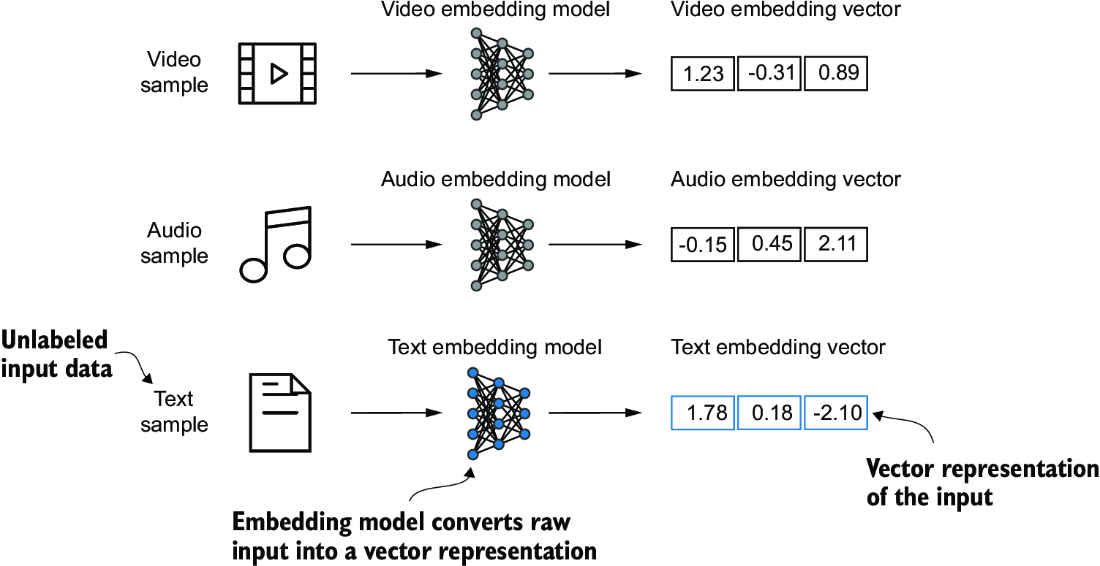 Video embedding model
Video embedding vector
Video
sample
1.23 -0.31 0.89
Audio embedding model
Audio embedding vector
Audio
sample
-0.15 0.45 2.11
Unlabeled
input data
Text embedding model
Text embedding vector
Text
sample
1.78 0.18 -2.10
Vector representation
of the input
Embedding model converts raw
input into a vector representation